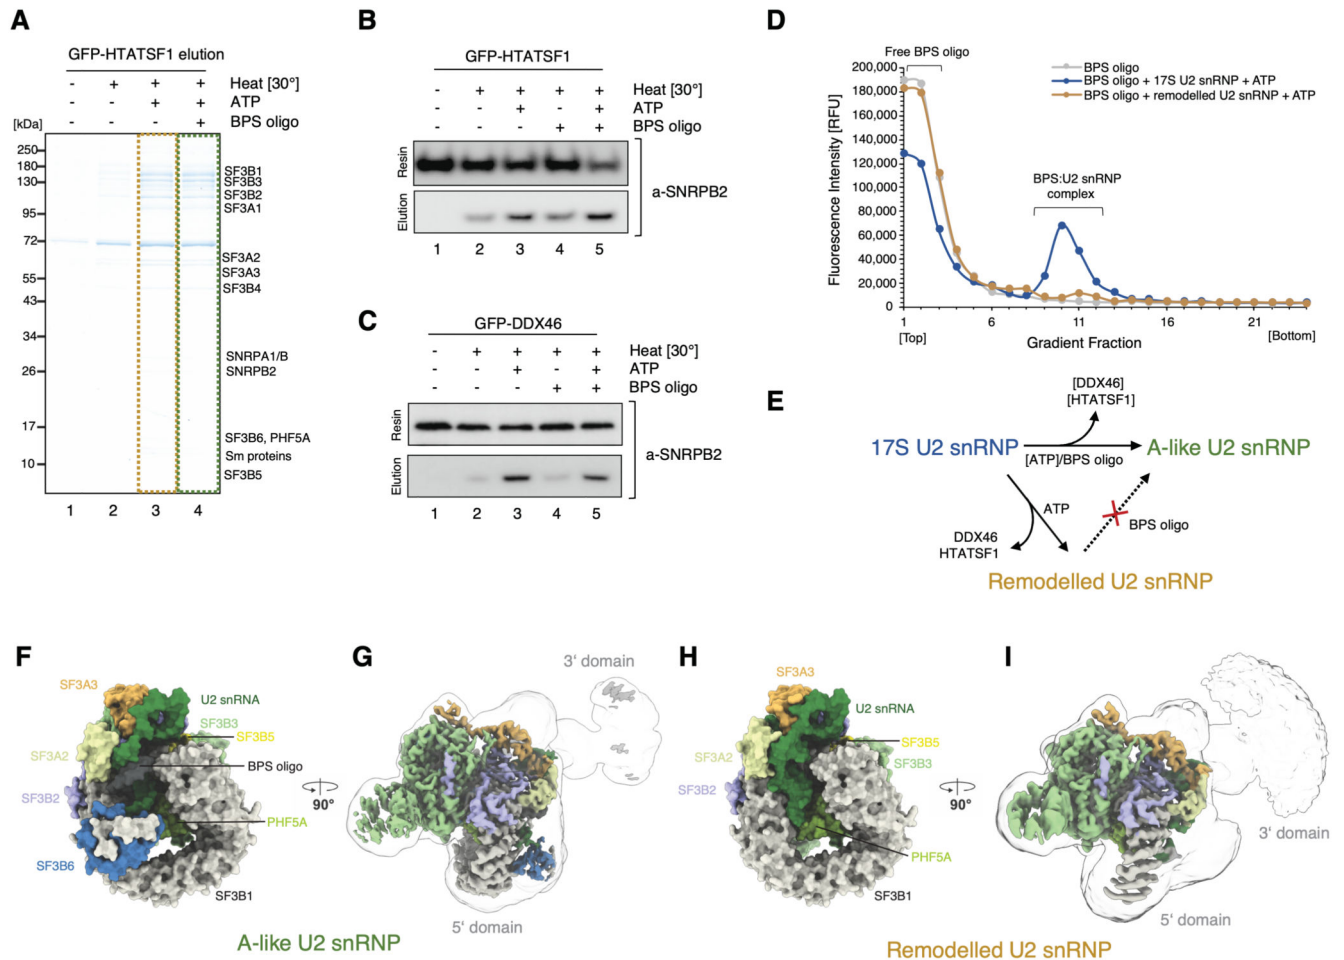 A
GFP-HTATSF1 elution
- + + + Heat [30°]
- - + + ATP
- - - + BPS oligo
[kDa]
250
180
130
95
72
55
43
34
26
17
10
SF3B1
SF3B3
SF3B2
SF3A1
SF3A2
SF3A3
SF3B4
SNRPA1/B
SNRPB2
SF3B6, PHF5A
Sm proteins
SF3B5
1 2 3 4
B
GFP-HTATSF1
- + + + + Heat [30°]
- - + - + ATP
- - - + + BPS oligo
Resin
Elution
a-SNRPB2
1 2 3 4 5
C
GFP-DDX46
- + + + + Heat [30°]
- - + - + ATP
- - - + + BPS oligo
Resin
Elution
a-SNRPB2
1 2 3 4 5
D
Free BPS oligo
BPS oligo
BPS oligo + 17S U2 snRNP + ATP
BPS oligo + remodelled U2 snRNP + ATP
BPS:U2 snRNP
complex
Fluorescence Intensity [RFU]
200,000
180,000
160,000
140,000
120,000
100,000
80,000
60,000
40,000
20,000
0
1 6 11 16 21
[Top] Gradient Fraction [Bottom]
E
[DDX46]
[HTATSF1]
17S U2 snRNP
A-like U2 snRNP
[ATP]/BPS oligo
ATP
BPS oligo
DDX46
HTATSF1
Remodelled U2 snRNP
F
SF3A3
U2 snRNA
SF3B3
SF3B5
SF3A2
BPS oligo
SF3B2
PHF5A
SF3B6
SF3B1
90°
G
3' domain
5' domain
A-like U2 snRNP
H
SF3A3
U2 snRNA
SF3B5
SF3A2
SF3B3
SF3B2
PHF5A
SF3B1
90°
I
3' domain
5' domain
Remodelled U2 snRNP